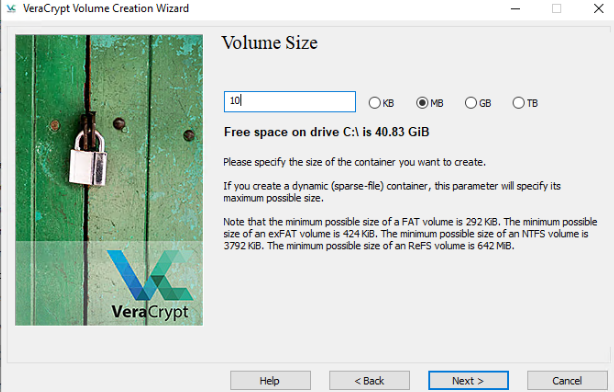 VeraCrypt Volume Creation Wizard
Volume Size
10
KB MB GB TB
Free space on drive C:\ is 40.83 GiB
Please specify the size of the container you want to create.
If you create a dynamic (sparse-file) container, this parameter will specify its
maximum possible size.
Note that the minimum possible size of a FAT volume is 292 KiB. The minimum possible
size of an exFAT volume is 424 KiB. The minimum possible size of an NTFS volume is
3792 KiB. The minimum possible size of an ReFS volume is 642 MiB.
VeraCrypt
Help < Back Next > Cancel